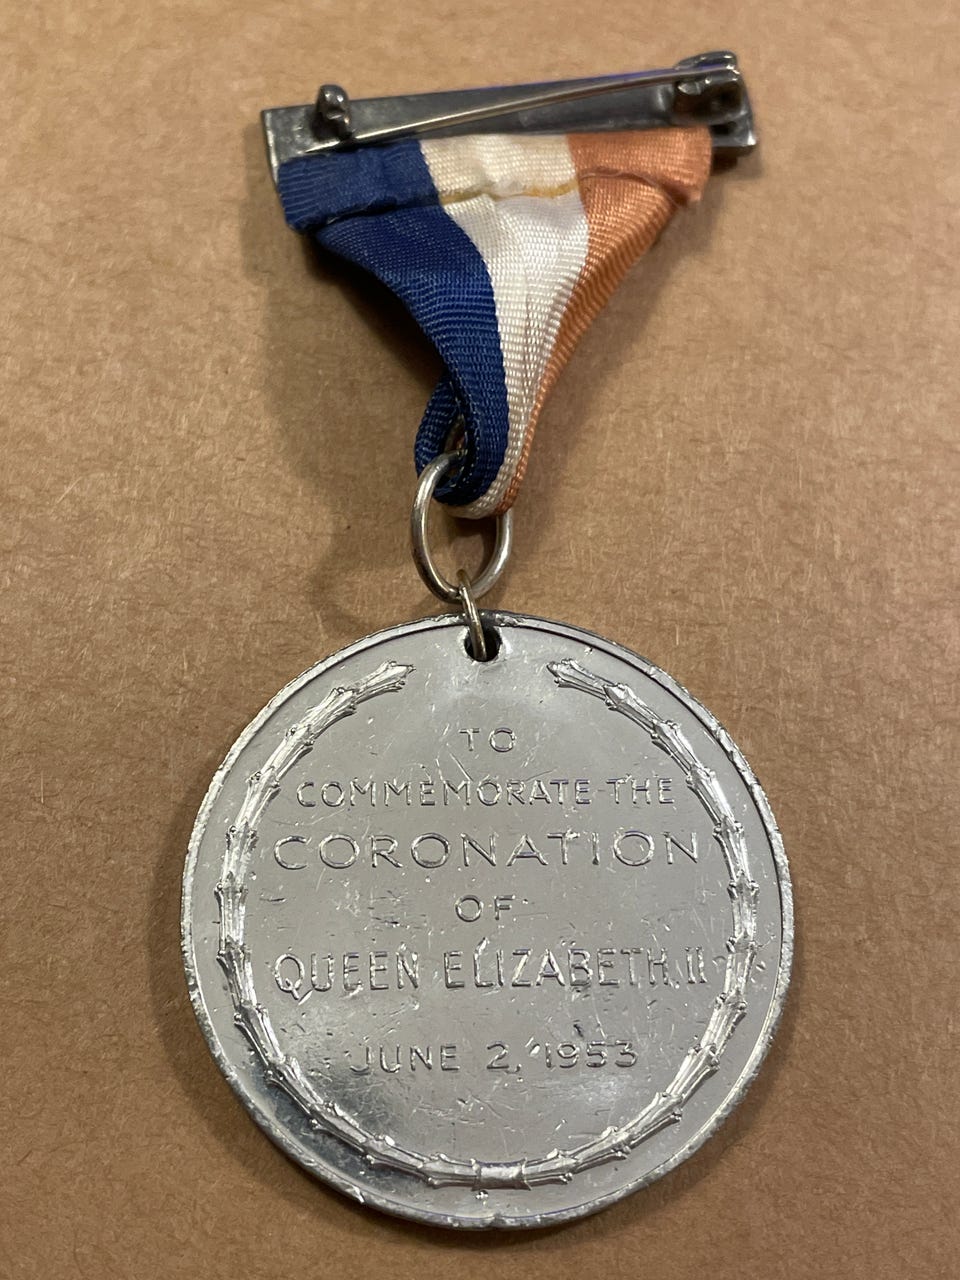 TO
COMMEMORATE THE
CORONATION
OF
QUEEN ELIZABETH II
JUNE 2, 1953